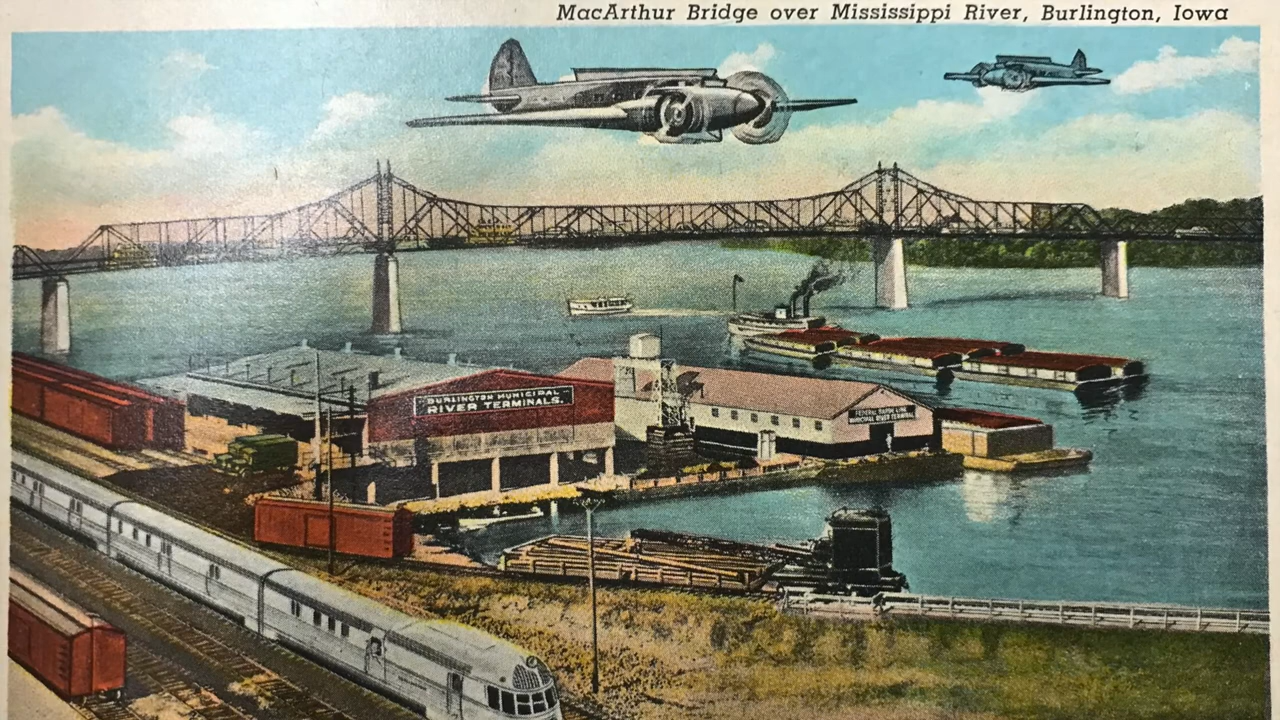 MacArthur Bridge over Mississippi River, Burlington, Iowa
BURLINGTON MUNICIPAL
RIVER TERMINALS.
FEDERAL BARGE LINE
MUNICIPAL RIVER TERMINAL